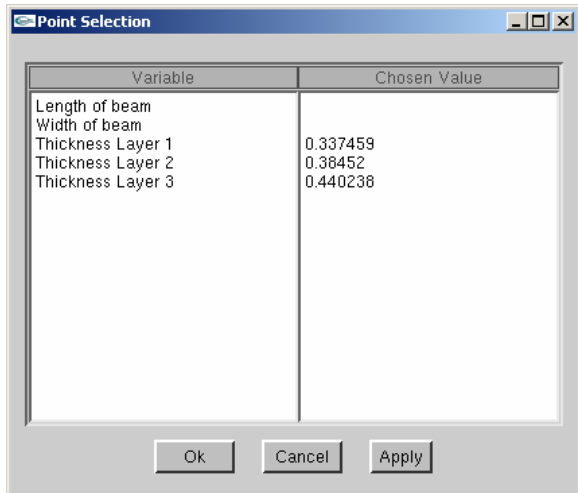 Point Selection
Variable Chosen Value
Length of beam
Width of beam
Thickness Layer 1 0.337459
Thickness Layer 2 0.38452
Thickness Layer 3 0.440238
Ok Cancel Apply